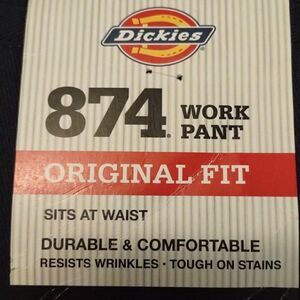 Dickies
874® WORK
PANT
ORIGINAL FIT
SITS AT WAIST
DURABLE & COMFORTABLE
RESISTS WRINKLES • TOUGH ON STAINS